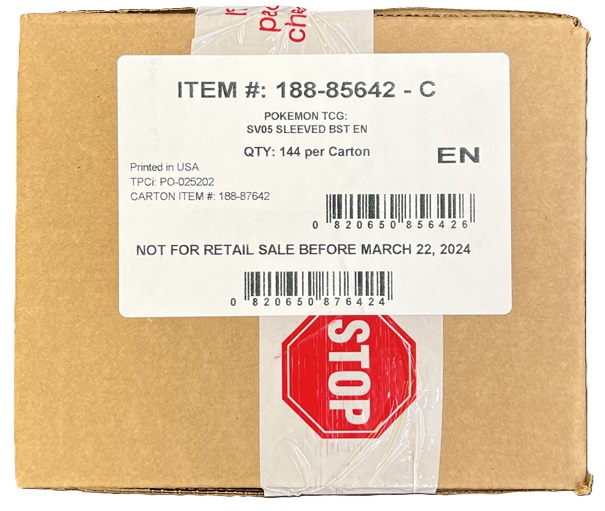 ITEM #: 188-85642 - C
POKEMON TCG:
SV05 SLEEVED BST EN
QTY: 144 per Carton
EN
Printed in USA
TPCi: PO-025202
CARTON ITEM #: 188-87642
0 820650 856426
NOT FOR RETAIL SALE BEFORE MARCH 22, 2024
0 820650 876424
STOP